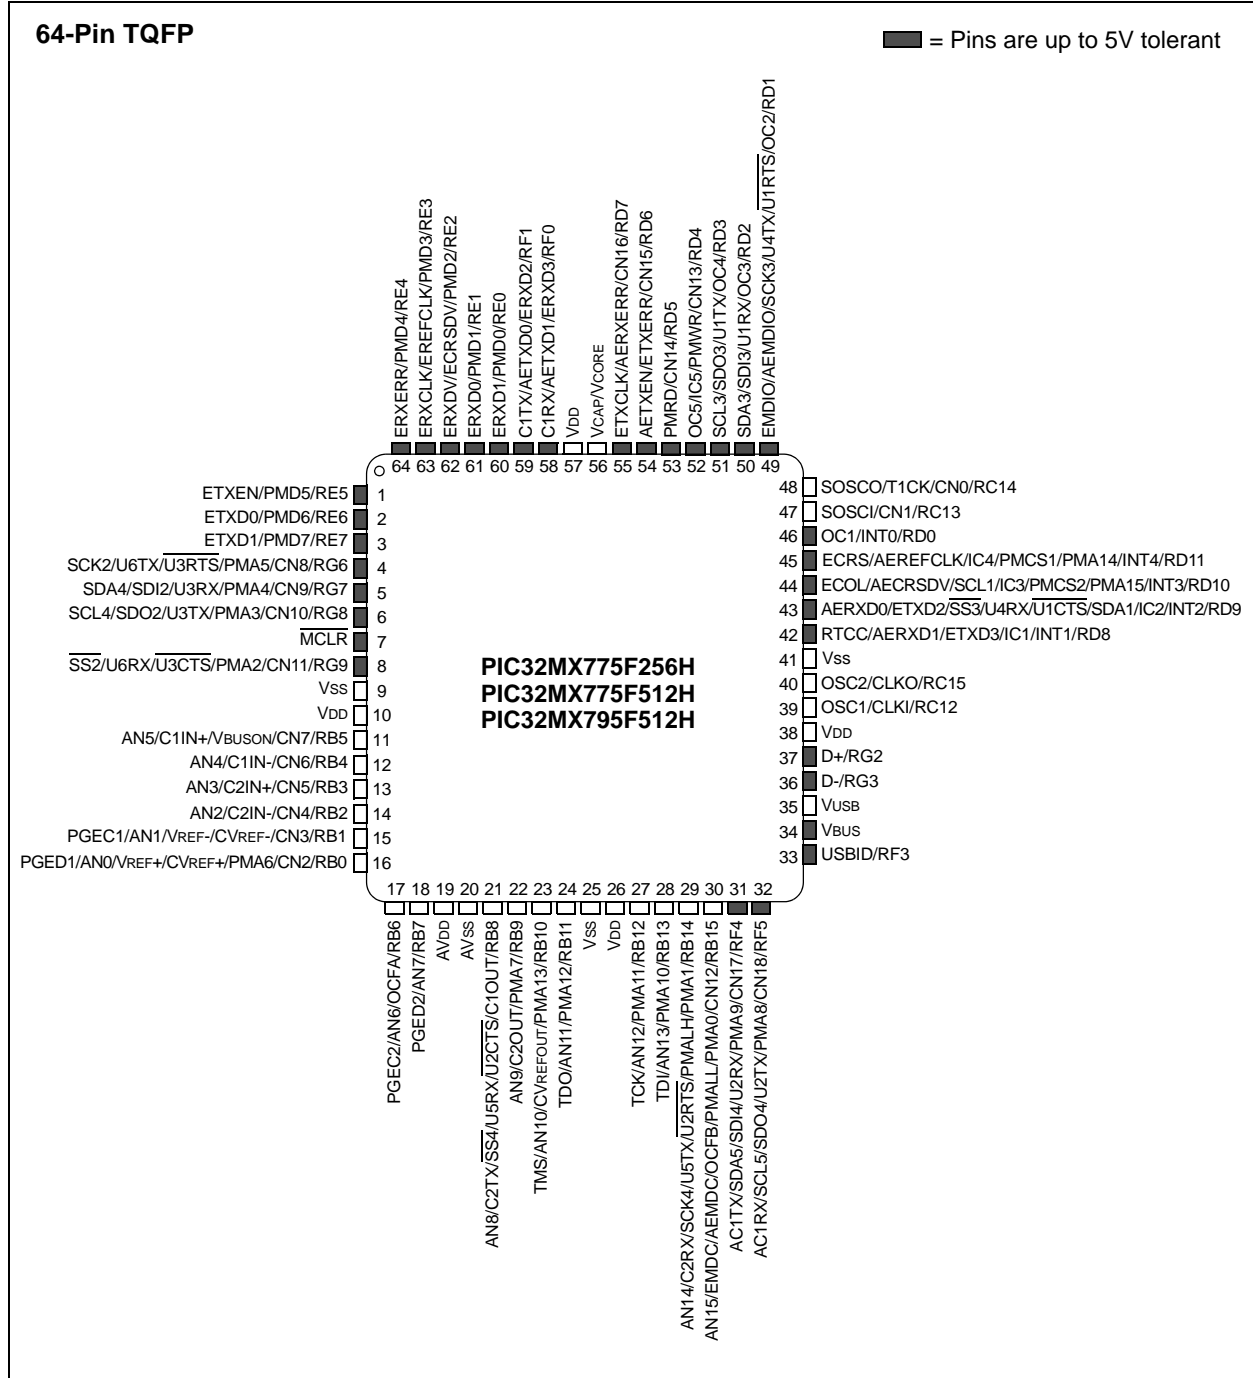 64-Pin TQFP
= Pins are up to 5V tolerant
ERXERR/PMD4/RE4
ERXCLK/EREFCLK/PMD3/RE3
ERXDV/ECRSDV/PMD2/RE2
ERXD0/PMD1/RE1
ERXD1/PMD0/RE0
C1TX/AETXD0/ERXD2/RF1
C1RX/AETXD1/ERXD3/RF0
VDD
VCAP/VCORE
ETXCLK/AERXERR/CN16/RD7
AETXEN/ETXERR/CN15/RD6
PMRD/CN14/RD5
OC5/IC5/PMWR/CN13/RD4
SCL3/SDO3/U1TX/OC4/RD3
SDA3/SDI3/U1RX/OC3/RD2
EMDIO/AEMDIO/SCK3/U4TX/U1RTS/OC2/RD1
64 63 62 61 60 59 58 57 56 55 54 53 52 51 50 49
ETXEN/PMD5/RE5 1
ETXD0/PMD6/RE6 2
ETXD1/PMD7/RE7 3
SCK2/U6TX/U3RTS/PMA5/CN8/RG6 4
SDA4/SDI2/U3RX/PMA4/CN9/RG7 5
SCL4/SDO2/U3TX/PMA3/CN10/RG8 6
MCLR 7
SS2/U6RX/U3CTS/PMA2/CN11/RG9 8
VSS 9
VDD 10
AN5/C1IN+/VBUSON/CN7/RB5 11
AN4/C1IN-/CN6/RB4 12
AN3/C2IN+/CN5/RB3 13
AN2/C2IN-/CN4/RB2 14
PGEC1/AN1/VREF-/CVREF-/CN3/RB1 15
PGED1/AN0/VREF+/CVREF+/PMA6/CN2/RB0 16
PIC32MX775F256H
PIC32MX775F512H
PIC32MX795F512H
48 SOSCO/T1CK/CN0/RC14
47 SOSCI/CN1/RC13
46 OC1/INT0/RD0
45 ECRS/AEREFCLK/IC4/PMCS1/PMA14/INT4/RD11
44 ECOL/AECRSDV/SCL1/IC3/PMCS2/PMA15/INT3/RD10
43 AERXD0/ETXD2/SS3/U4RX/U1CTS/SDA1/IC2/INT2/RD9
42 RTCC/AERXD1/ETXD3/IC1/INT1/RD8
41 VSS
40 OSC2/CLKO/RC15
39 OSC1/CLKI/RC12
38 VDD
37 D+/RG2
36 D-/RG3
35 VUSB
34 VBUS
33 USBID/RF3
17 18 19 20 21 22 23 24 25 26 27 28 29 30 31 32
PGEC2/AN6/OCFA/RB6
PGED2/AN7/RB7
AVDD
AVSS
AN8/C2TX/SS4/U5RX/U2CTS/C1OUT/RB8
AN9/C2OUT/PMA7/RB9
TMS/AN10/CVREFOUT/PMA13/RB10
TDO/AN11/PMA12/RB11
VSS
VDD
TCK/AN12/PMA11/RB12
TDI/AN13/PMA10/RB13
AN14/C2RX/SCK4/U5TX/U2RTS/PMALH/PMA1/RB14
AN15/EMDC/AEMDC/OCFB/PMALL/PMA0/CN12/RB15
AC1TX/SDA5/SDI4/U2RX/PMA9/CN17/RF4
AC1RX/SCL5/SDO4/U2TX/PMA8/CN18/RF5